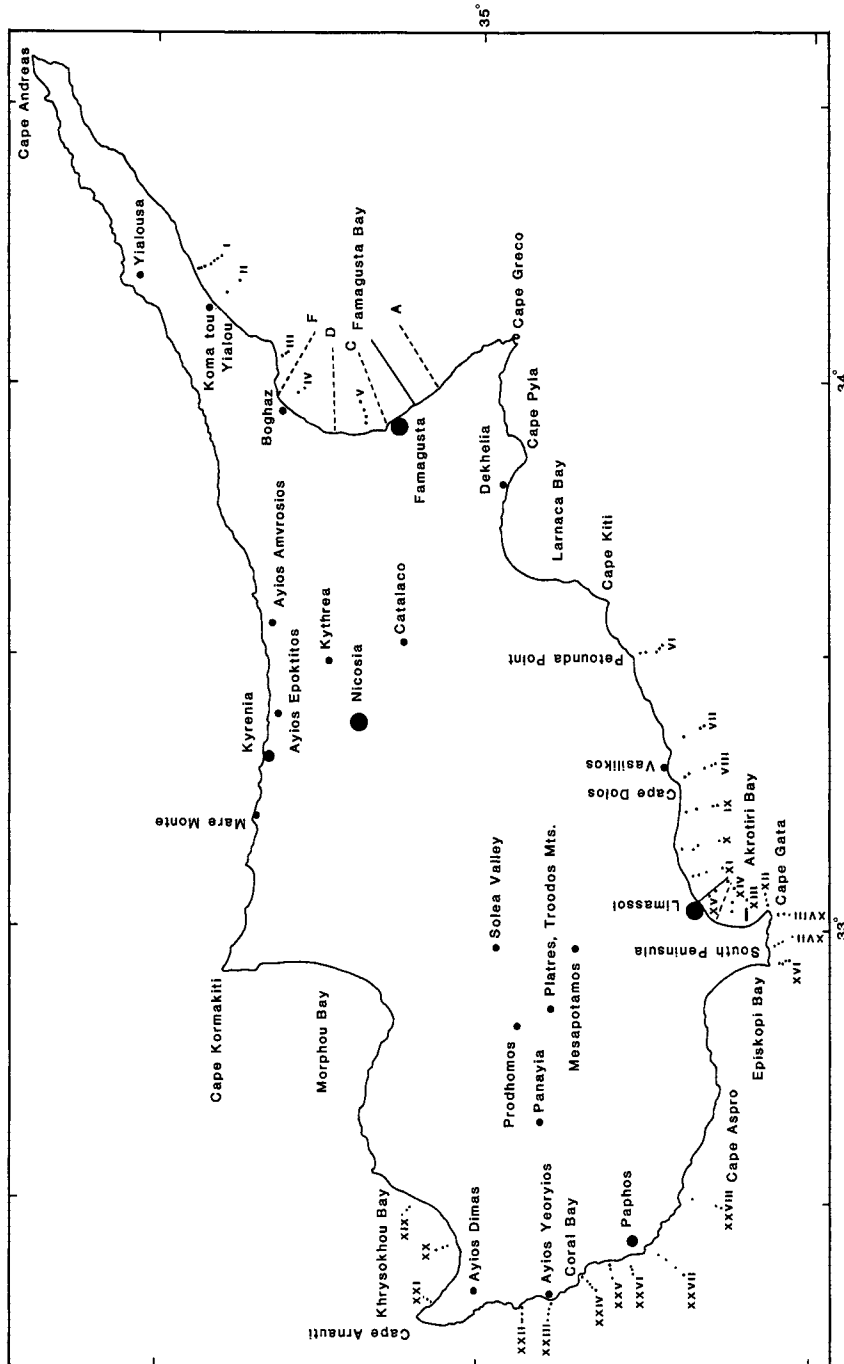 35°
Cape Andreas
Yialousa
I
II
Koma tou
Yialou
III
F
D
C
Famagusta Bay
A
IV
V
Boghaz
Famagusta
Cape Greco
Cape Pyla
34°
Dekhelia
Larnaca Bay
Cape Kiti
Ayios Amvrosios
Kythrea
Catalaco
Petounda Point
VI
Kyrenia
Ayios Epoktitos
Nicosia
VII
Vasilikos
VIII
Cape Dolos
IX
Mare Monte
X
Akrotiri Bay
XI
XIV
XV
XIII
XII
Cape Gata
Limassol
Solea Valley
Platres, Troodos Mts.
Mesapotamos
South Peninsula
XVIII
33°
XVII
XVI
Episkopi Bay
Cape Kormakiti
Morphou Bay
Prodhomos
Panayia
Cape Aspro
XXVIII
Khrysokhou Bay
XIX
XX
XXI
Ayios Dimas
Cape Arnauti
Ayios Yeoryios
Coral Bay
Paphos
XXII
XXIII
XXIV
XXV
XXVI
XXVII